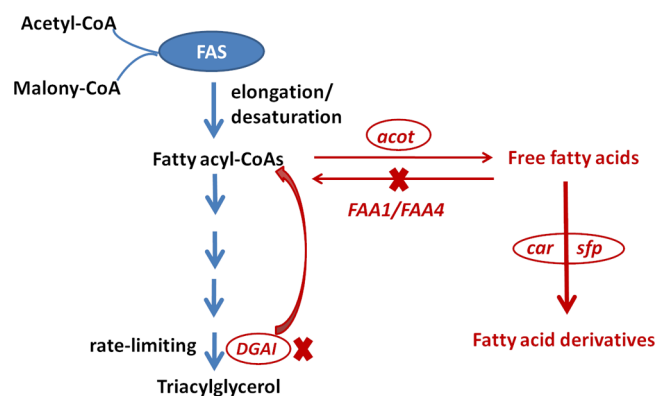 Acetyl-CoA
FAS
Malony-CoA
elongation/
desaturation
acot
Fatty acyl-CoAs
Free fatty acids
FAA1/FAA4
car
sfp
rate-limiting
DGAI
Fatty acid derivatives
Triacylglycerol